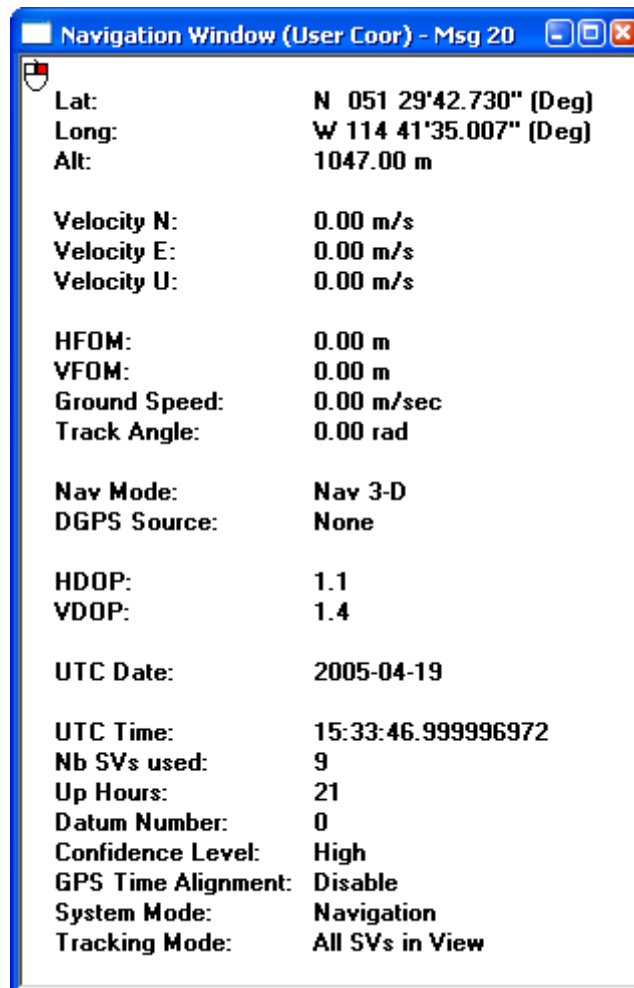 Navigation Window (User Coor) - Msg 20
Lat: N 051 29'42.730" (Deg)
Long: W 114 41'35.007" (Deg)
Alt: 1047.00 m
Velocity N: 0.00 m/s
Velocity E: 0.00 m/s
Velocity U: 0.00 m/s
HFOM: 0.00 m
VFOM: 0.00 m
Ground Speed: 0.00 m/sec
Track Angle: 0.00 rad
Nav Mode: Nav 3-D
DGPS Source: None
HDOP: 1.1
VDOP: 1.4
UTC Date: 2005-04-19
UTC Time: 15:33:46.999996972
Nb SVs used: 9
Up Hours: 21
Datum Number: 0
Confidence Level: High
GPS Time Alignment: Disable
System Mode: Navigation
Tracking Mode: All SVs in View